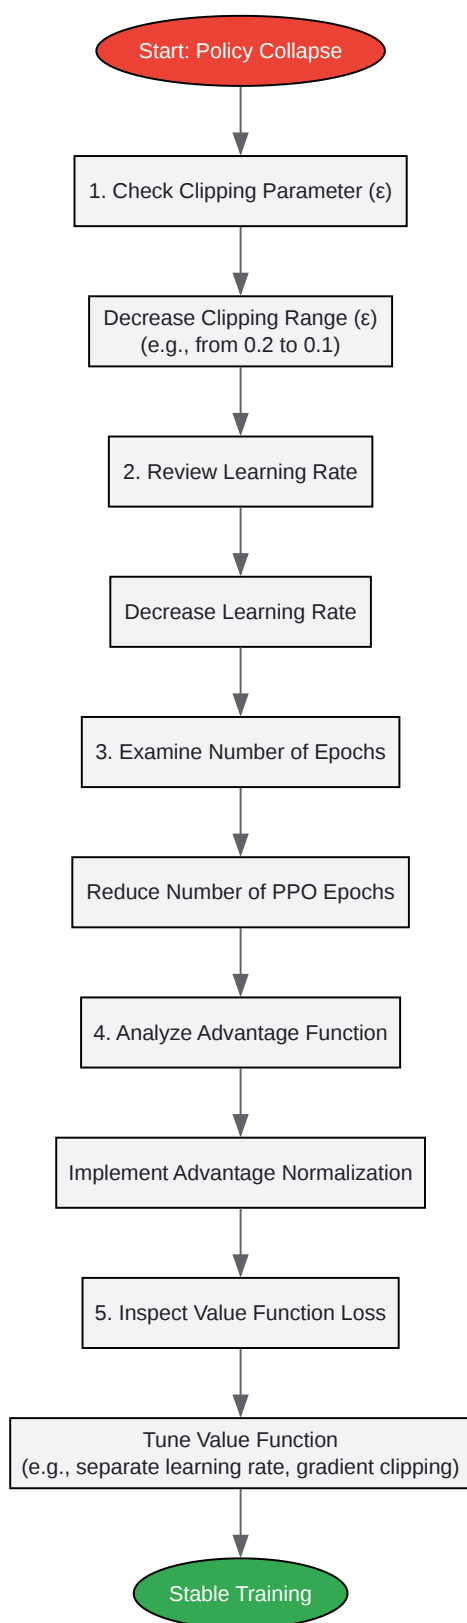 Start: Policy Collapse
1. Check Clipping Parameter (ε)
Decrease Clipping Range (ε)
(e.g., from 0.2 to 0.1)
2. Review Learning Rate
Decrease Learning Rate
3. Examine Number of Epochs
Reduce Number of PPO Epochs
4. Analyze Advantage Function
Implement Advantage Normalization
5. Inspect Value Function Loss
Tune Value Function
(e.g., separate learning rate, gradient clipping)
Stable Training